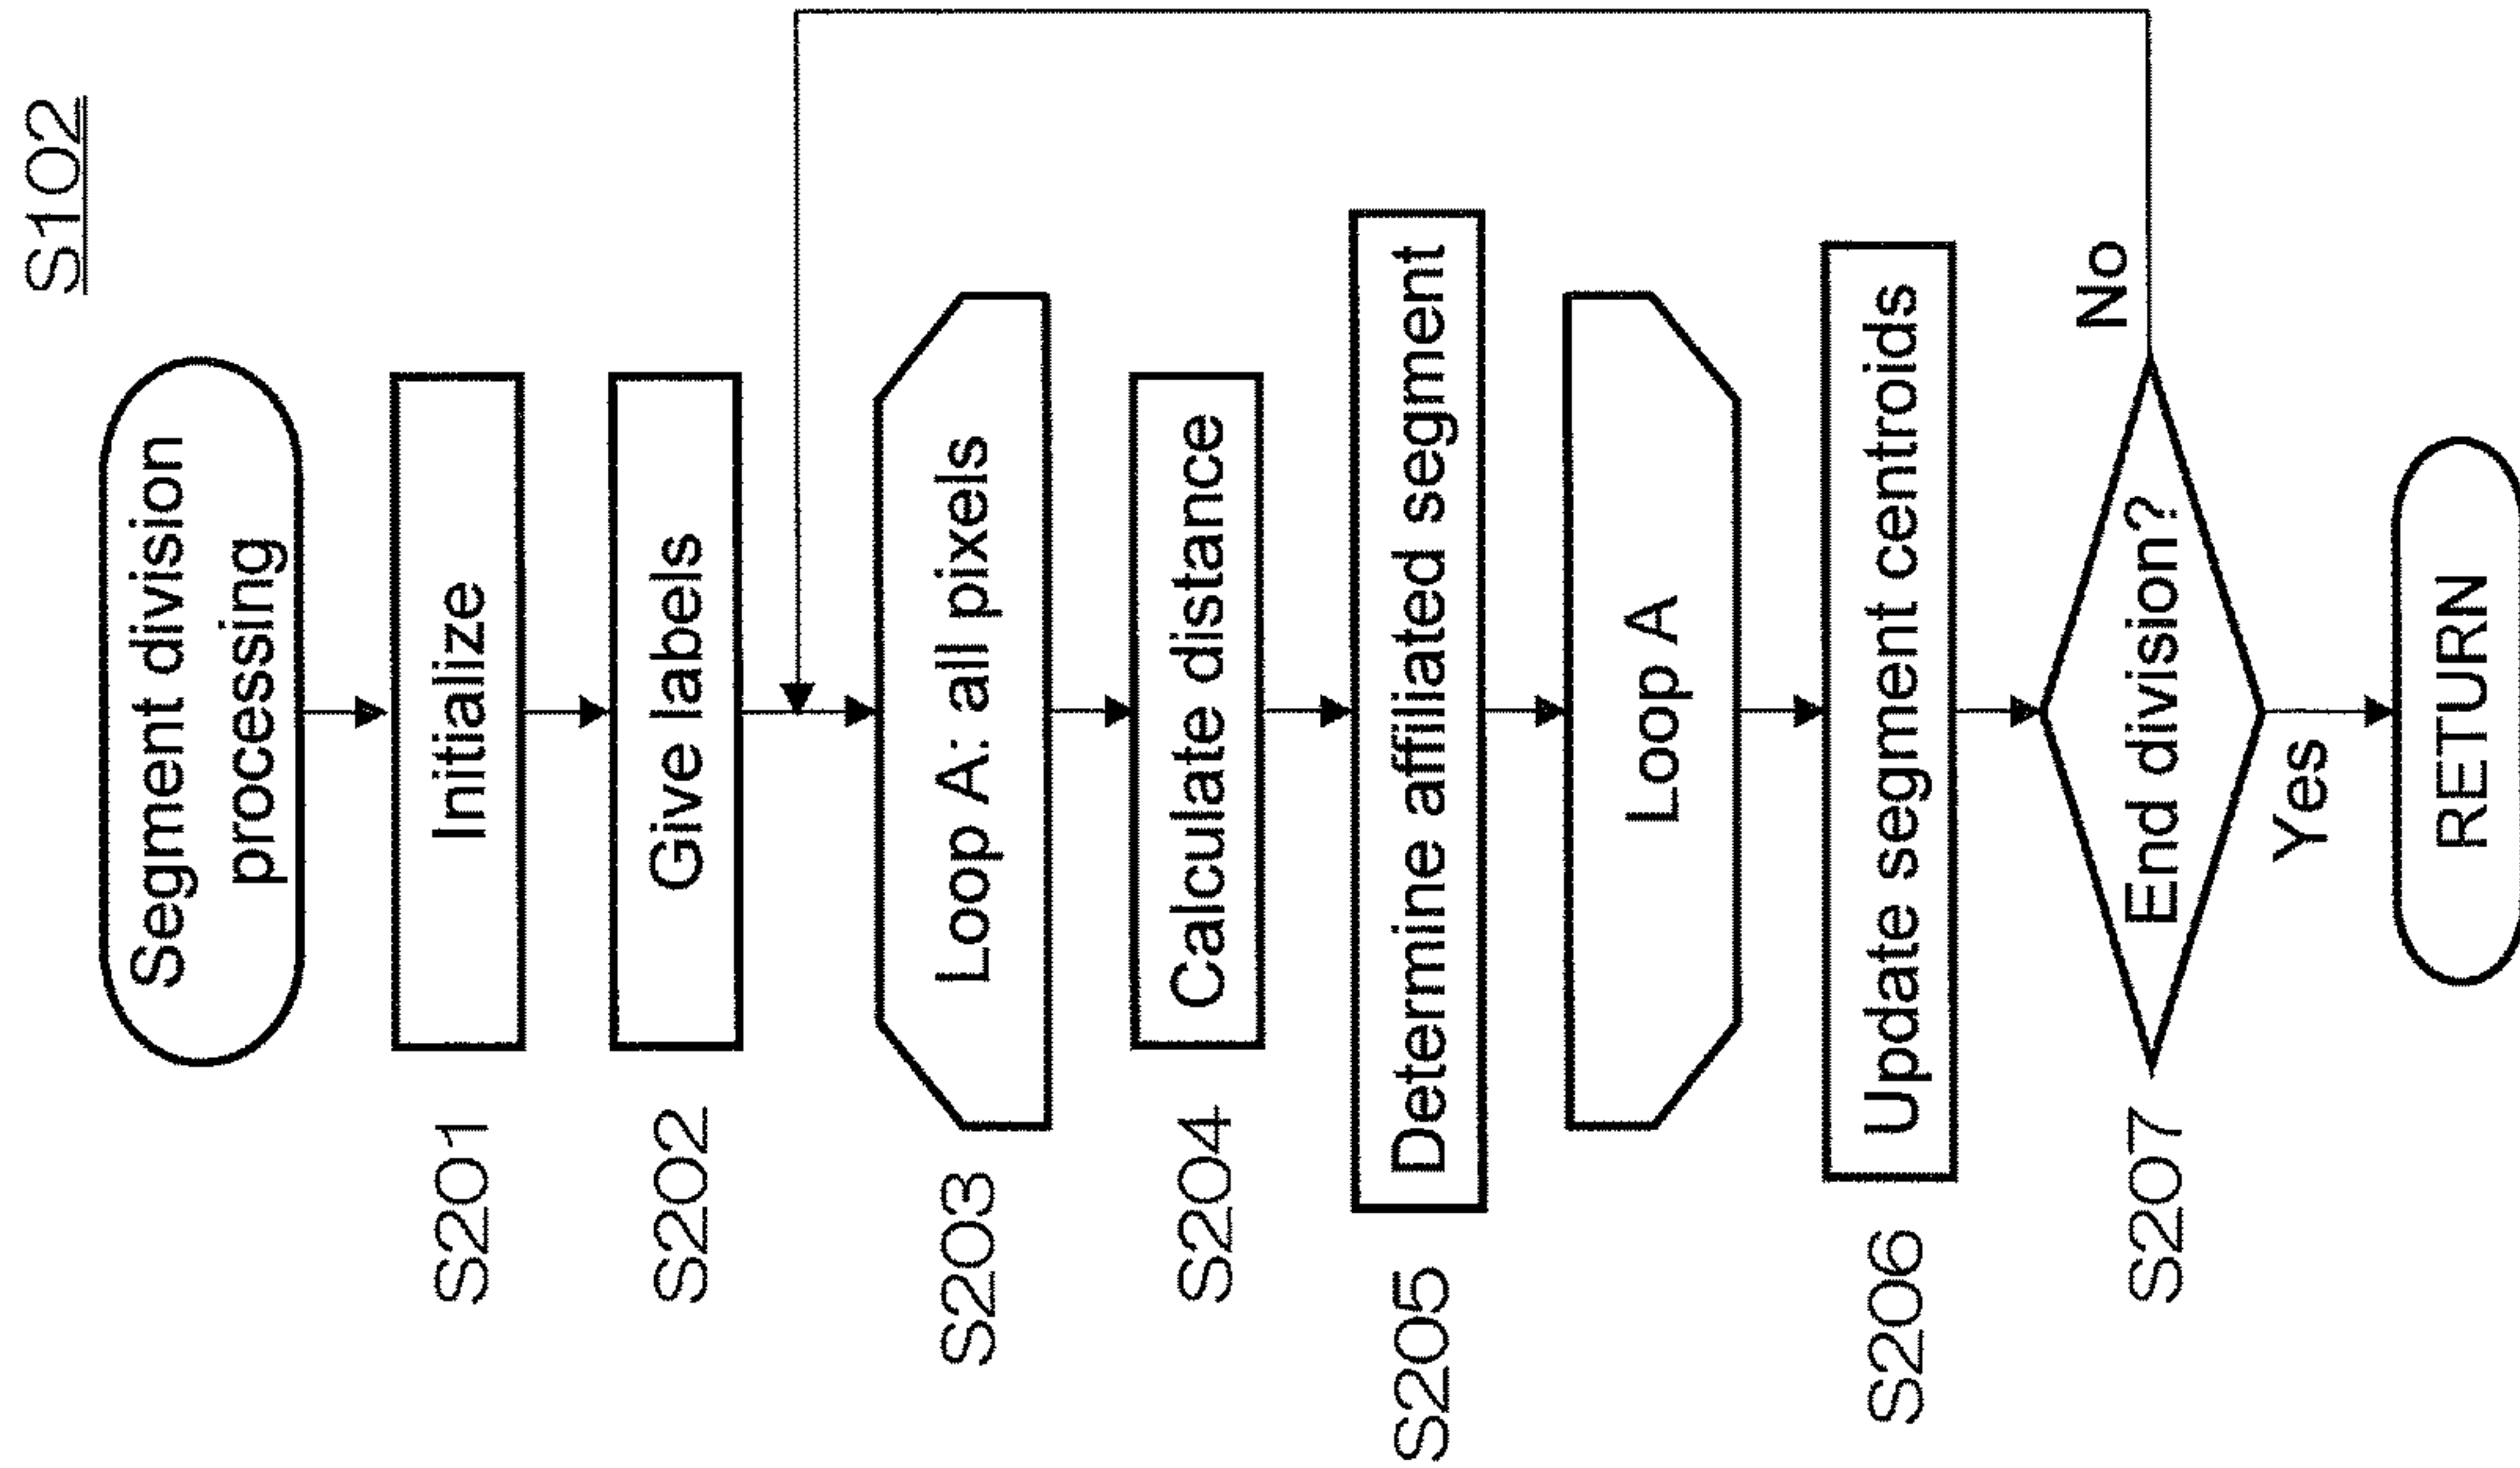 S102
Segment division
processing
S201
Initialize
S202
Give labels
S203
Loop A: all pixels
S204
Calculate distance
S205
Determine affiliated segment
Loop A
S206
Update segment centroids
S207
End division?
No
Yes
RETURN